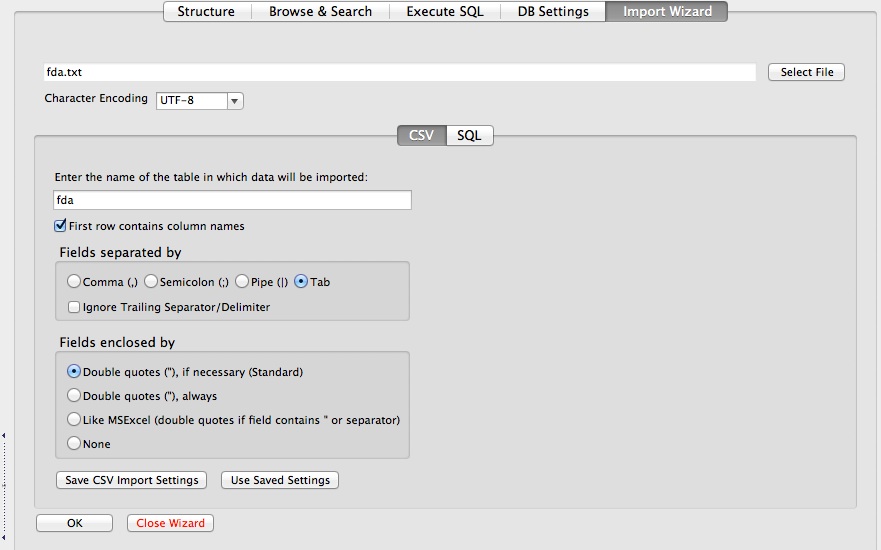 Structure Browse & Search Execute SQL DB Settings Import Wizard
fda.txt Select File
Character Encoding UTF-8
CSV SQL
Enter the name of the table in which data will be imported:
fda
First row contains column names
Fields separated by
Comma (,) Semicolon (;) Pipe (|) Tab
Ignore Trailing Separator/Delimiter
Fields enclosed by
Double quotes ("), if necessary (Standard)
Double quotes ("), always
Like MSExcel (double quotes if field contains " or separator)
None
Save CSV Import Settings Use Saved Settings
OK Close Wizard